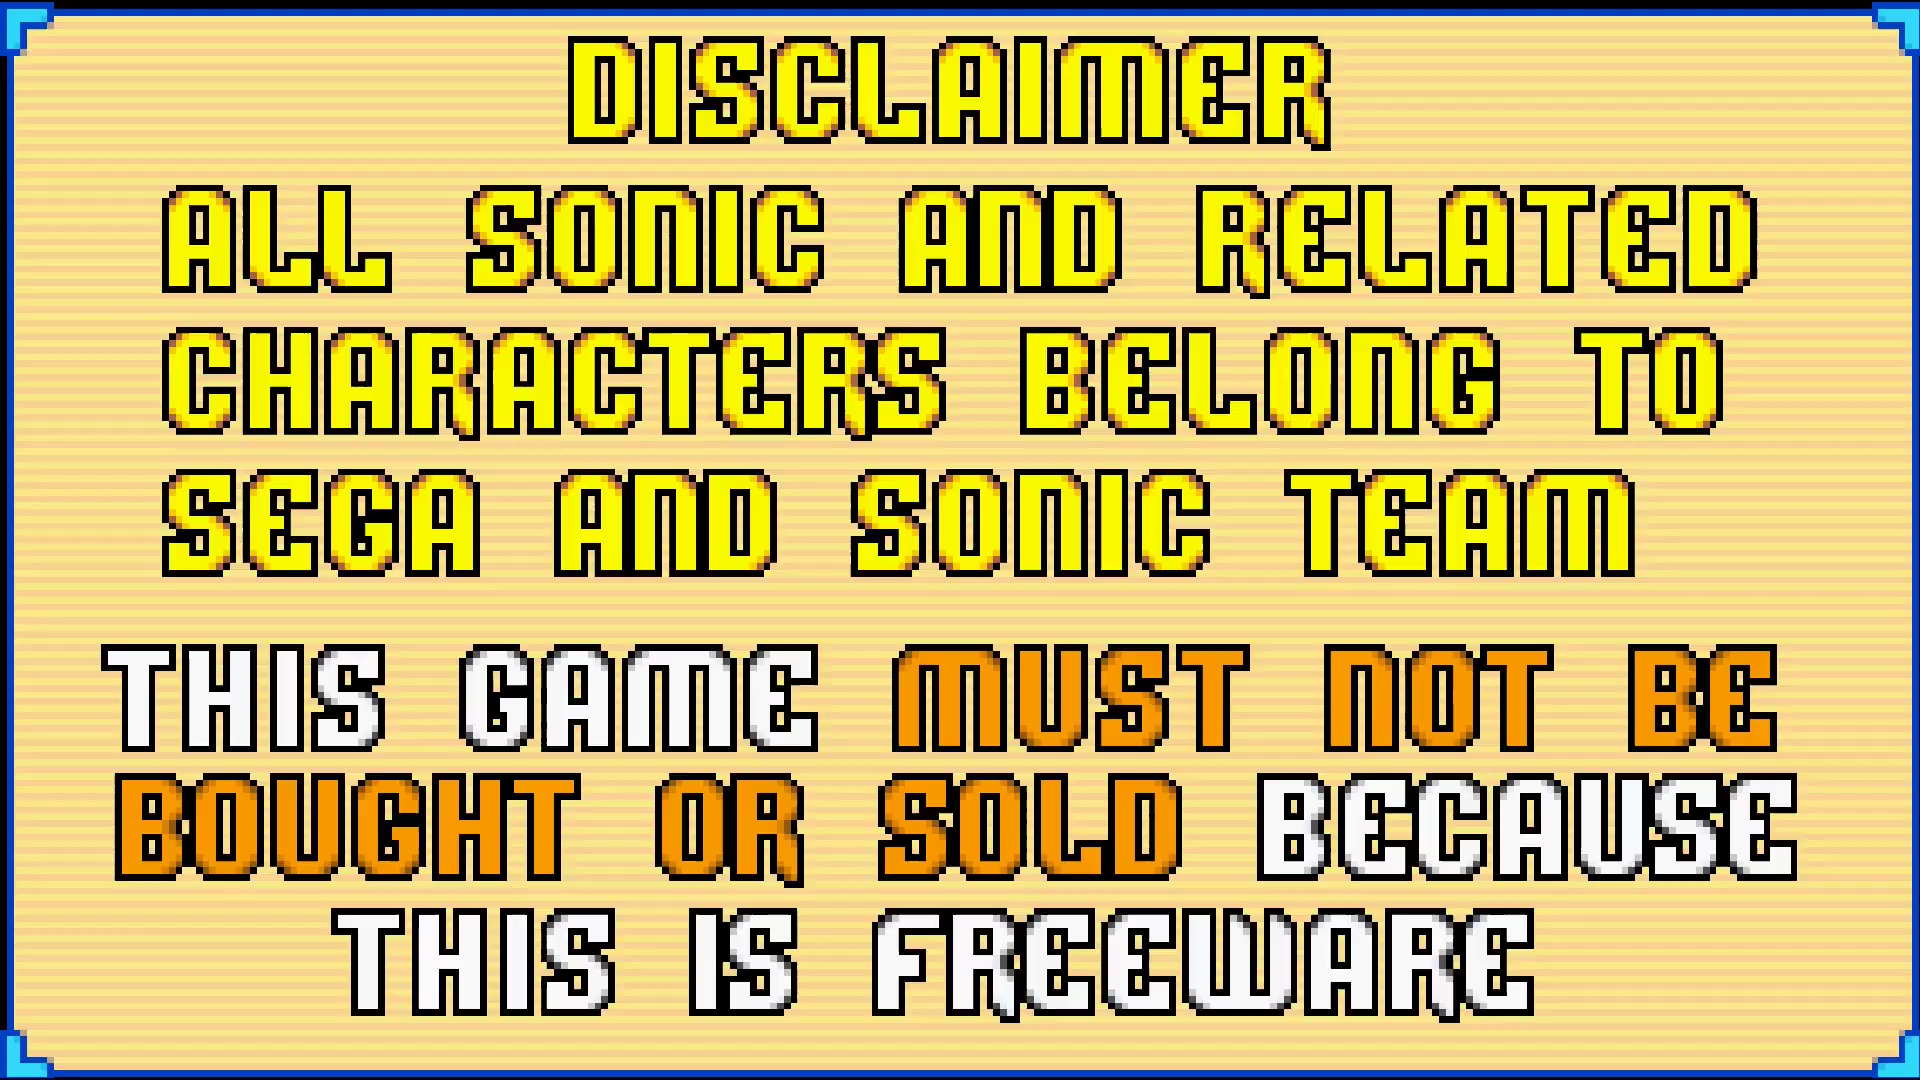 DISCLAIMER
ALL SONIC AND RELATED
CHARACTERS BELONG TO
SEGA AND SONIC TEAM
THIS GAME MUST NOT BE
BOUGHT OR SOLD BECAUSE
THIS IS FREEWARE